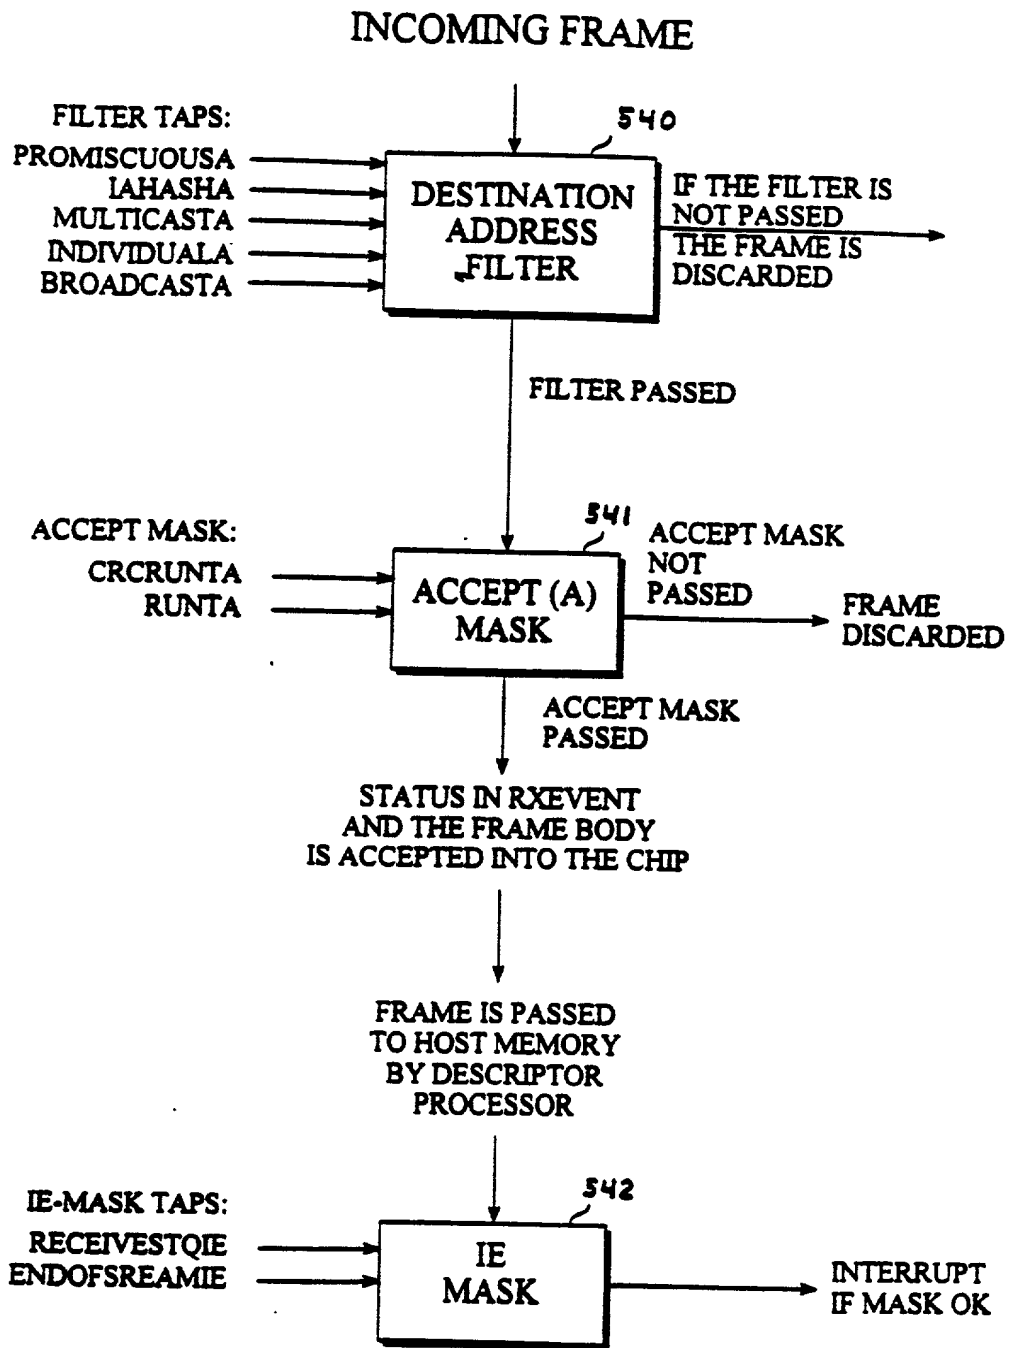 INCOMING FRAME
FILTER TAPS:
PROMISCUOUSA
IAHASHA
MULTICASTA
INDIVIDUALA
BROADCASTA
540
DESTINATION
ADDRESS
FILTER
IF THE FILTER IS
NOT PASSED
THE FRAME IS
DISCARDED
FILTER PASSED
ACCEPT MASK:
CRCRUNTA
RUNTA
541
ACCEPT (A)
MASK
ACCEPT MASK
NOT
PASSED
FRAME
DISCARDED
ACCEPT MASK
PASSED
STATUS IN RXEVENT
AND THE FRAME BODY
IS ACCEPTED INTO THE CHIP
FRAME IS PASSED
TO HOST MEMORY
BY DESCRIPTOR
PROCESSOR
IE-MASK TAPS:
RECEIVESTQIE
ENDOFSREAMIE
542
IE
MASK
INTERRUPT
IF MASK OK